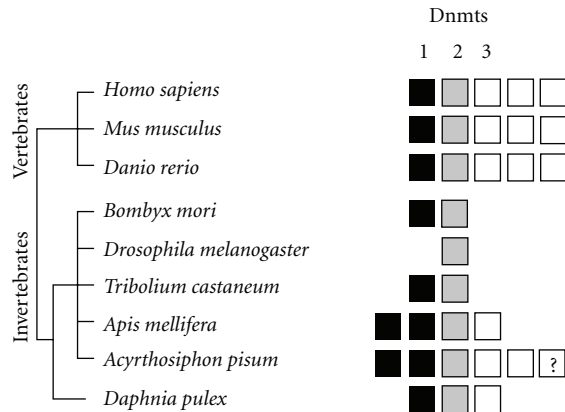 Dnmts
1 2 3
Vertebrates
Homo sapiens
Mus musculus
Danio rerio
Invertebrates
Bombyx mori
Drosophila melanogaster
Tribolium castaneum
Apis mellifera
Acyrthosiphon pisum ?
Daphnia pulex